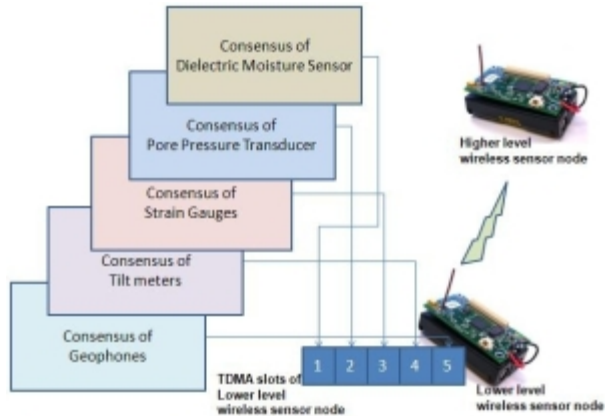 Consensus of
Dielectric Moisture Sensor
Consensus of
Pore Pressure Transducer
Consensus of
Strain Gauges
Consensus of
Tilt meters
Consensus of
Geophones
Higher level
wireless sensor node
1 2 3 4 5
TDMA slots of
Lower level
wireless sensor node
Lower level
wireless sensor node